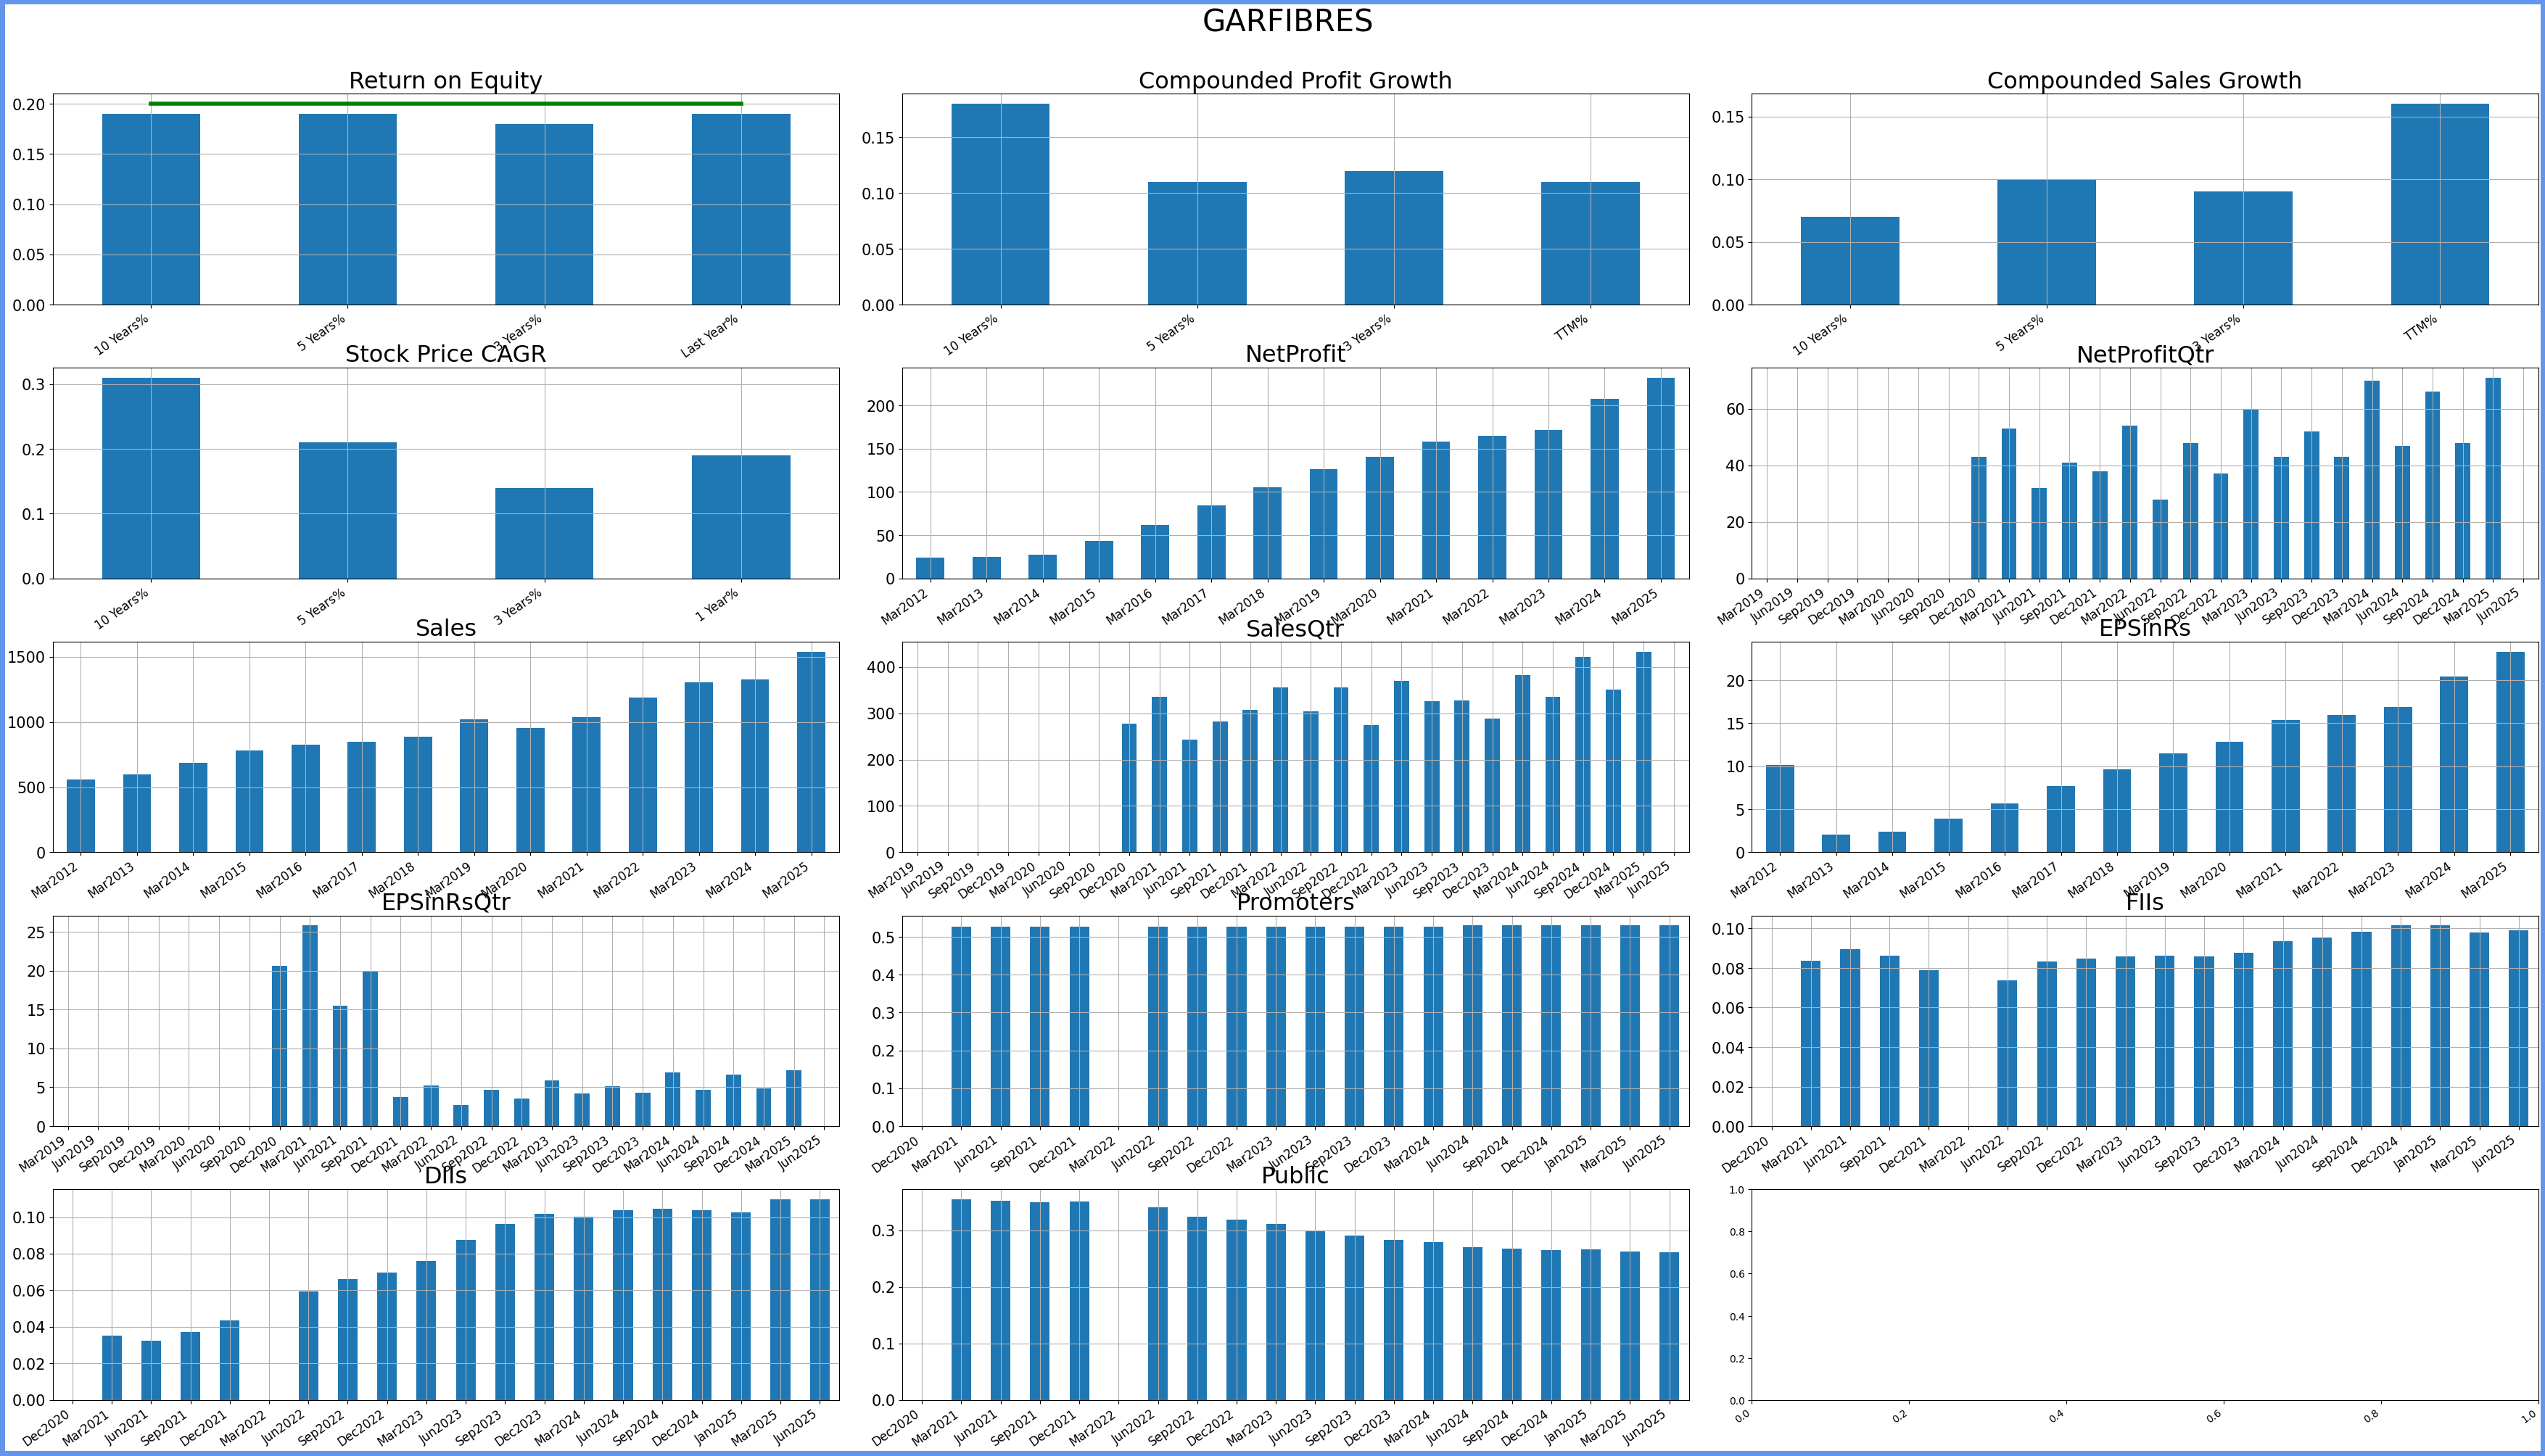 GARFIBRES
Return on Equity
0.20
0.15
0.10
0.05
0.00
10 Years%
5 Years%
3 Years%
Last Year%
Compounded Profit Growth
0.15
0.10
0.05
0.00
10 Years%
5 Years%
3 Years%
TTM%
Compounded Sales Growth
0.15
0.10
0.05
0.00
10 Years%
5 Years%
3 Years%
TTM%
Stock Price CAGR
0.3
0.2
0.1
0.0
10 Years%
5 Years%
3 Years%
1 Year%
NetProfit
200
150
100
50
0
Mar2012
Mar2013
Mar2014
Mar2015
Mar2016
Mar2017
Mar2018
Mar2019
Mar2020
Mar2021
Mar2022
Mar2023
Mar2024
Mar2025
NetProfitQtr
60
40
20
0
Mar2019
Jun2019
Sep2019
Dec2019
Mar2020
Jun2020
Sep2020
Dec2020
Mar2021
Jun2021
Sep2021
Dec2021
Mar2022
Jun2022
Sep2022
Dec2022
Mar2023
Jun2023
Sep2023
Dec2023
Mar2024
Jun2024
Sep2024
Dec2024
Mar2025
Jun2025
Sales
1500
1000
500
0
Mar2012
Mar2013
Mar2014
Mar2015
Mar2016
Mar2017
Mar2018
Mar2019
Mar2020
Mar2021
Mar2022
Mar2023
Mar2024
Mar2025
SalesQtr
400
300
200
100
0
Mar2019
Jun2019
Sep2019
Dec2019
Mar2020
Jun2020
Sep2020
Dec2020
Mar2021
Jun2021
Sep2021
Dec2021
Mar2022
Jun2022
Sep2022
Dec2022
Mar2023
Jun2023
Sep2023
Dec2023
Mar2024
Jun2024
Sep2024
Dec2024
Mar2025
Jun2025
EPSinRs
20
15
10
5
0
Mar2012
Mar2013
Mar2014
Mar2015
Mar2016
Mar2017
Mar2018
Mar2019
Mar2020
Mar2021
Mar2022
Mar2023
Mar2024
Mar2025
EPSinRsQtr
25
20
15
10
5
0
Mar2019
Jun2019
Sep2019
Dec2019
Mar2020
Jun2020
Sep2020
Dec2020
Mar2021
Jun2021
Sep2021
Dec2021
Mar2022
Jun2022
Sep2022
Dec2022
Mar2023
Jun2023
Sep2023
Dec2023
Mar2024
Jun2024
Sep2024
Dec2024
Mar2025
Jun2025
Promoters
0.5
0.4
0.3
0.2
0.1
0.0
Dec2020
Mar2021
Jun2021
Sep2021
Dec2021
Mar2022
Jun2022
Sep2022
Dec2022
Mar2023
Jun2023
Sep2023
Dec2023
Mar2024
Jun2024
Sep2024
Dec2024
Jan2025
Mar2025
Jun2025
FIIs
0.10
0.08
0.06
0.04
0.02
0.00
Dec2020
Mar2021
Jun2021
Sep2021
Dec2021
Mar2022
Jun2022
Sep2022
Dec2022
Mar2023
Jun2023
Sep2023
Dec2023
Mar2024
Jun2024
Sep2024
Dec2024
Jan2025
Mar2025
Jun2025
DIIs
0.10
0.08
0.06
0.04
0.02
0.00
Dec2020
Mar2021
Jun2021
Sep2021
Dec2021
Mar2022
Jun2022
Sep2022
Dec2022
Mar2023
Jun2023
Sep2023
Dec2023
Mar2024
Jun2024
Sep2024
Dec2024
Jan2025
Mar2025
Jun2025
Public
0.3
0.2
0.1
0.0
Dec2020
Mar2021
Jun2021
Sep2021
Dec2021
Mar2022
Jun2022
Sep2022
Dec2022
Mar2023
Jun2023
Sep2023
Dec2023
Mar2024
Jun2024
Sep2024
Dec2024
Jan2025
Mar2025
Jun2025
1.0
0.8
0.6
0.4
0.2
0.0
0.0
0.2
0.4
0.6
0.8
1.0